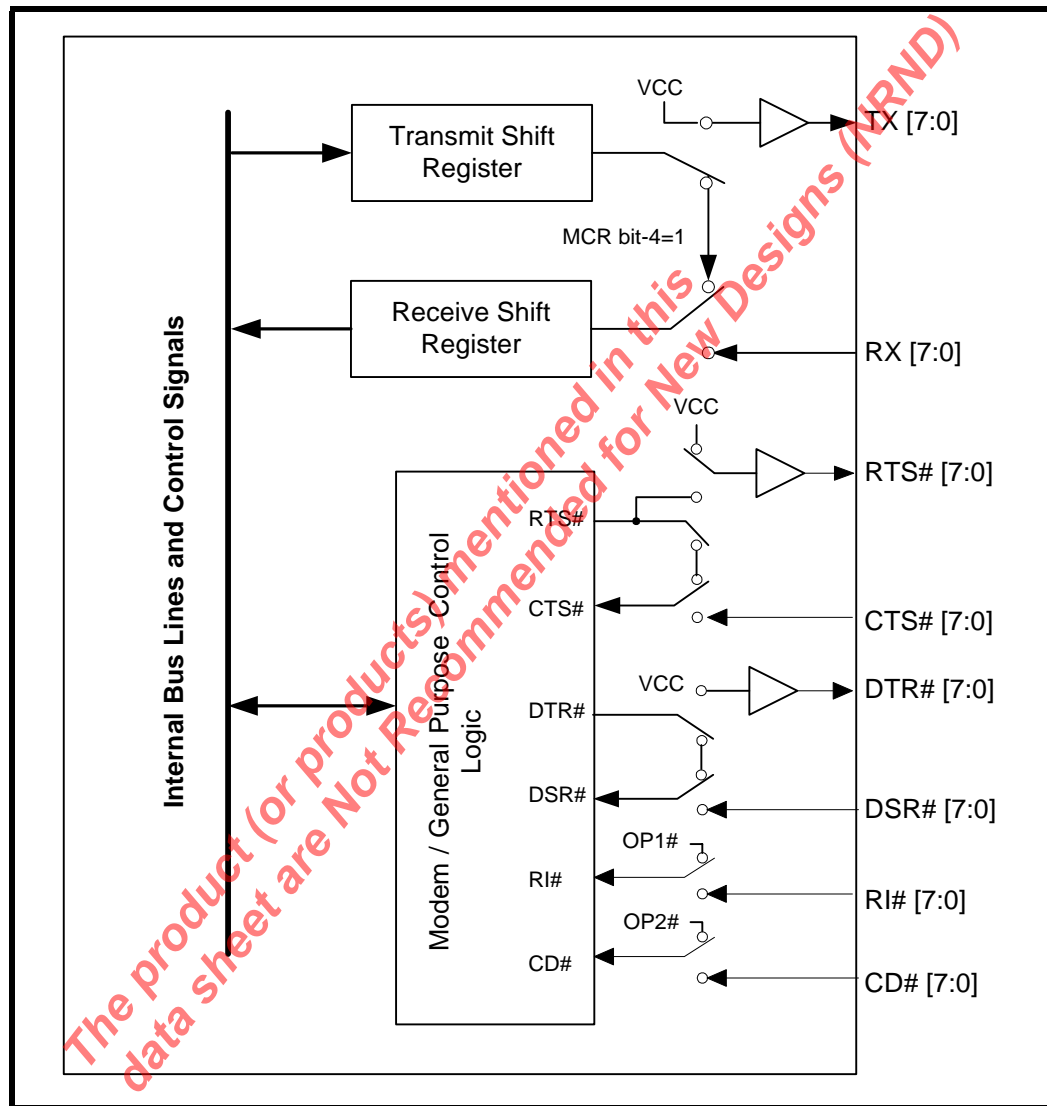 VCC
TX [7:0]
Transmit Shift
Register
MCR bit-4=1
Receive Shift
Register
RX [7:0]
Internal Bus Lines and Control Signals
VCC
RTS# [7:0]
RTS#
CTS#
CTS# [7:0]
Modem / General Purpose Control
Logic
VCC
DTR# [7:0]
DTR#
DSR#
DSR# [7:0]
OP1#
RI#
RI# [7:0]
OP2#
CD#
CD# [7:0]
The product (or products) mentioned in this
data sheet are Not Recommended for New Designs (NRND)